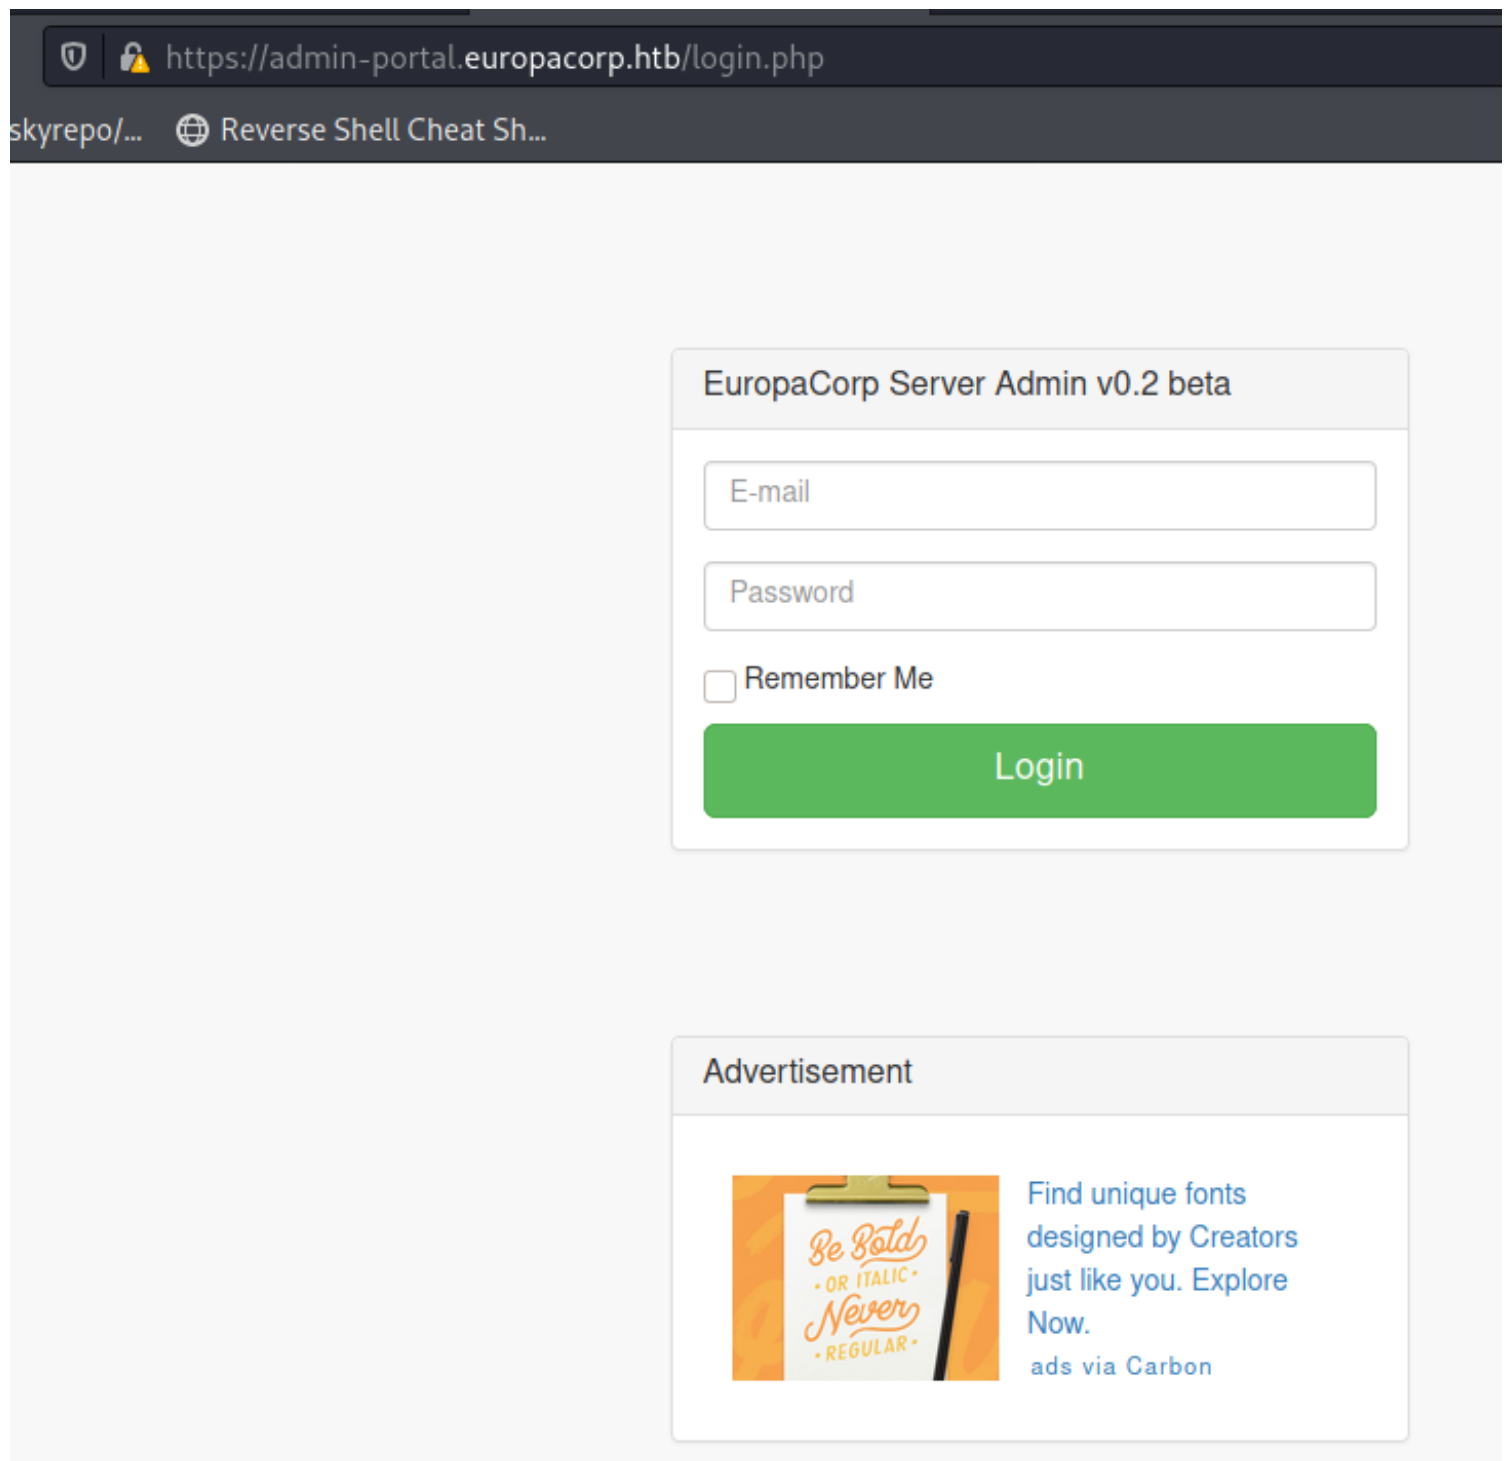 https://admin-portal.europacorp.htb/login.php
skyrepo/... Reverse Shell Cheat Sh...
EuropaCorp Server Admin v0.2 beta
E-mail
Password
Remember Me
Login
Advertisement
Be Bold
• OR ITALIC •
Never
• REGULAR •
Find unique fonts
designed by Creators
just like you. Explore
Now.
ads via Carbon